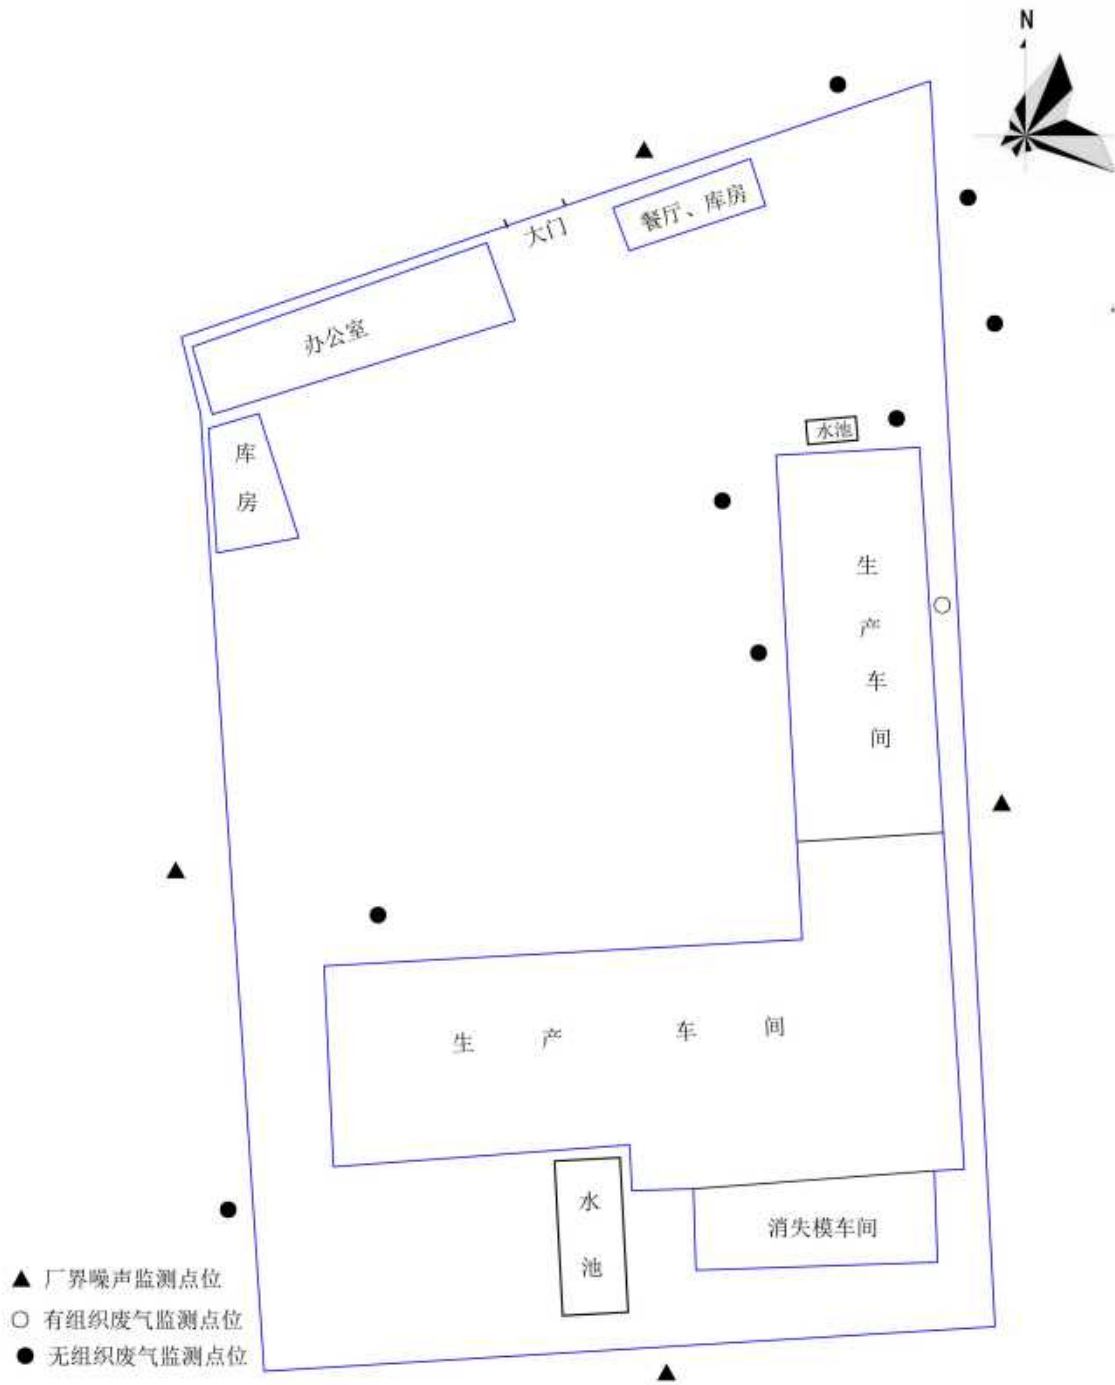 N
餐厅、库房
大门
办公室
水池
库
房
生
产
车
间
生 产 车 间
水
池
消失模车间
▲ 厂界噪声监测点位
○ 有组织废气监测点位
● 无组织废气监测点位